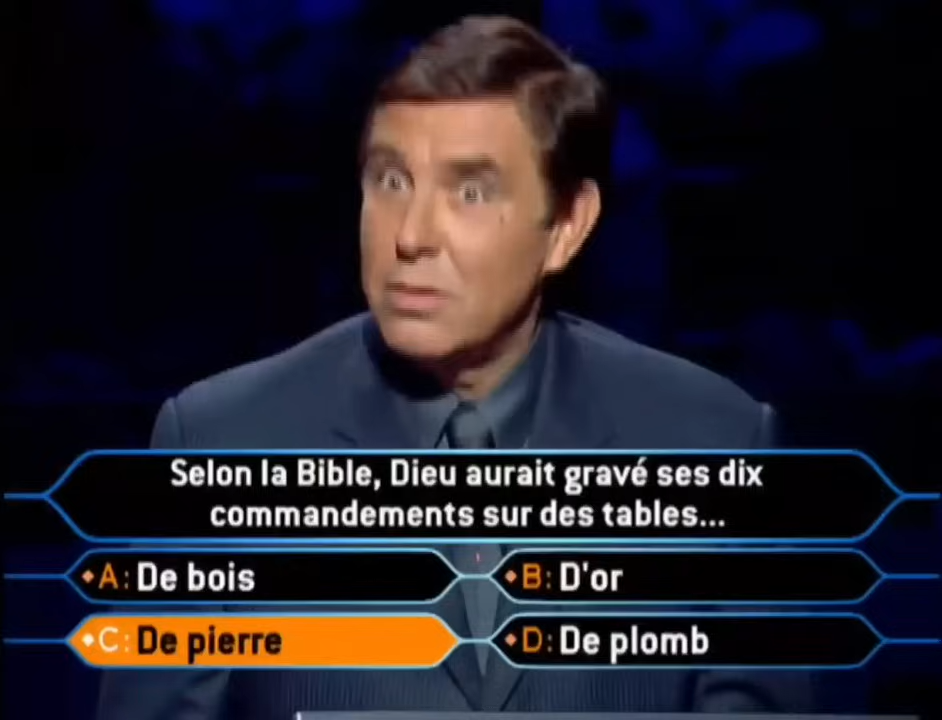 Selon la Bible, Dieu aurait gravé ses dix
commandements sur des tables...
A: De bois
B: D'or
C: De pierre
D: De plomb